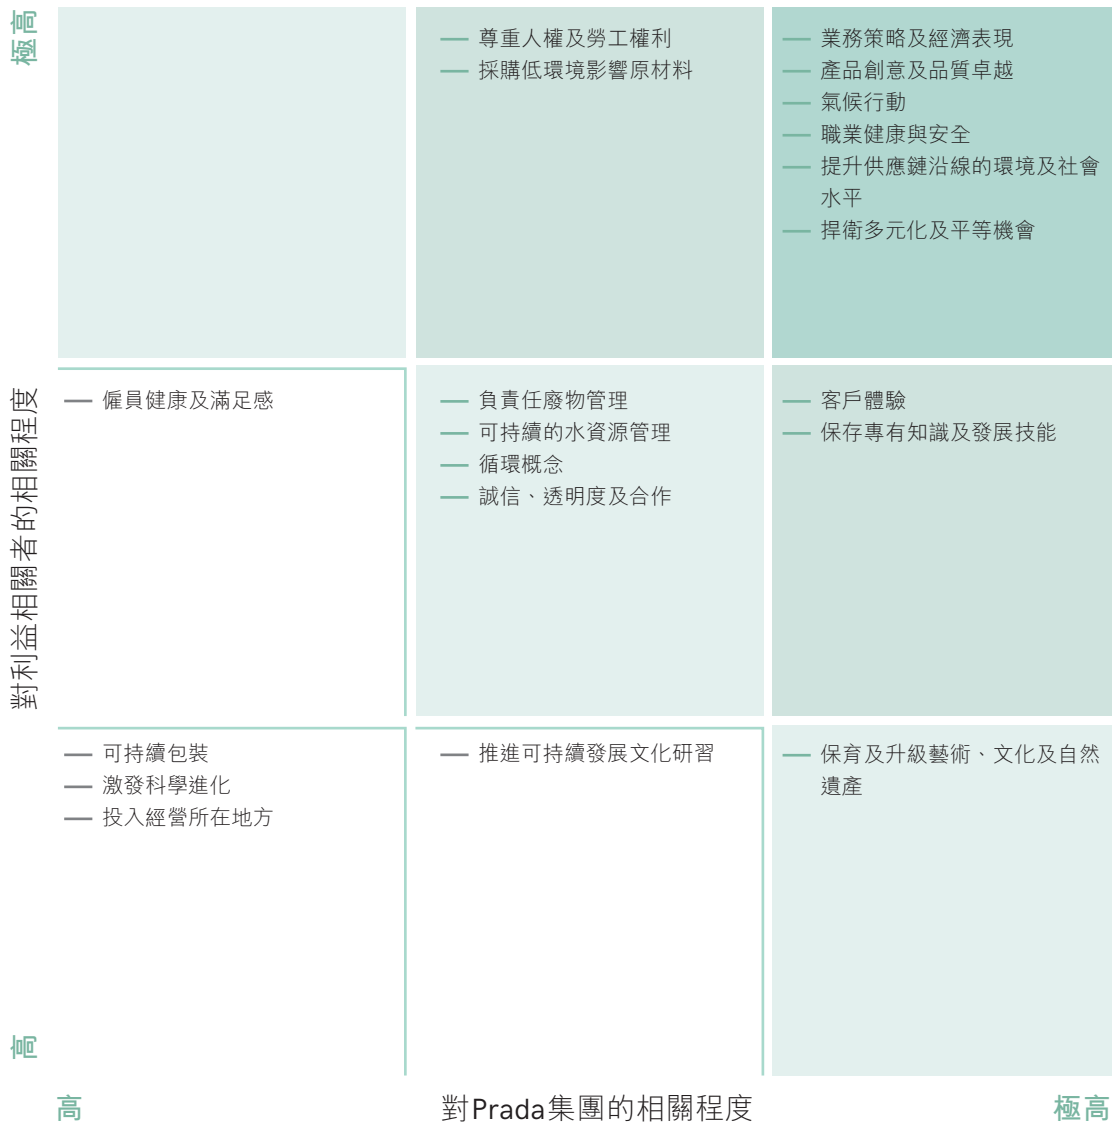 極高
— 尊重人權及勞工權利
— 採購低環境影響原材料
— 業務策略及經濟表現
— 產品創意及品質卓越
— 氣候行動
— 職業健康與安全
— 提升供應鏈沿線的環境及社會
水平
— 捍衛多元化及平等機會
對利益相關者的相關程度
— 僱員健康及滿足感
— 負責任廢物管理
— 可持續的水資源管理
— 循環概念
— 誠信、透明度及合作
— 客戶體驗
— 保存專有知識及發展技能
— 可持續包裝
— 激發科學進化
— 投入經營所在地方
— 推進可持續發展文化研習
— 保育及升級藝術、文化及自然
遺產
高
高
對Prada集團的相關程度
極高